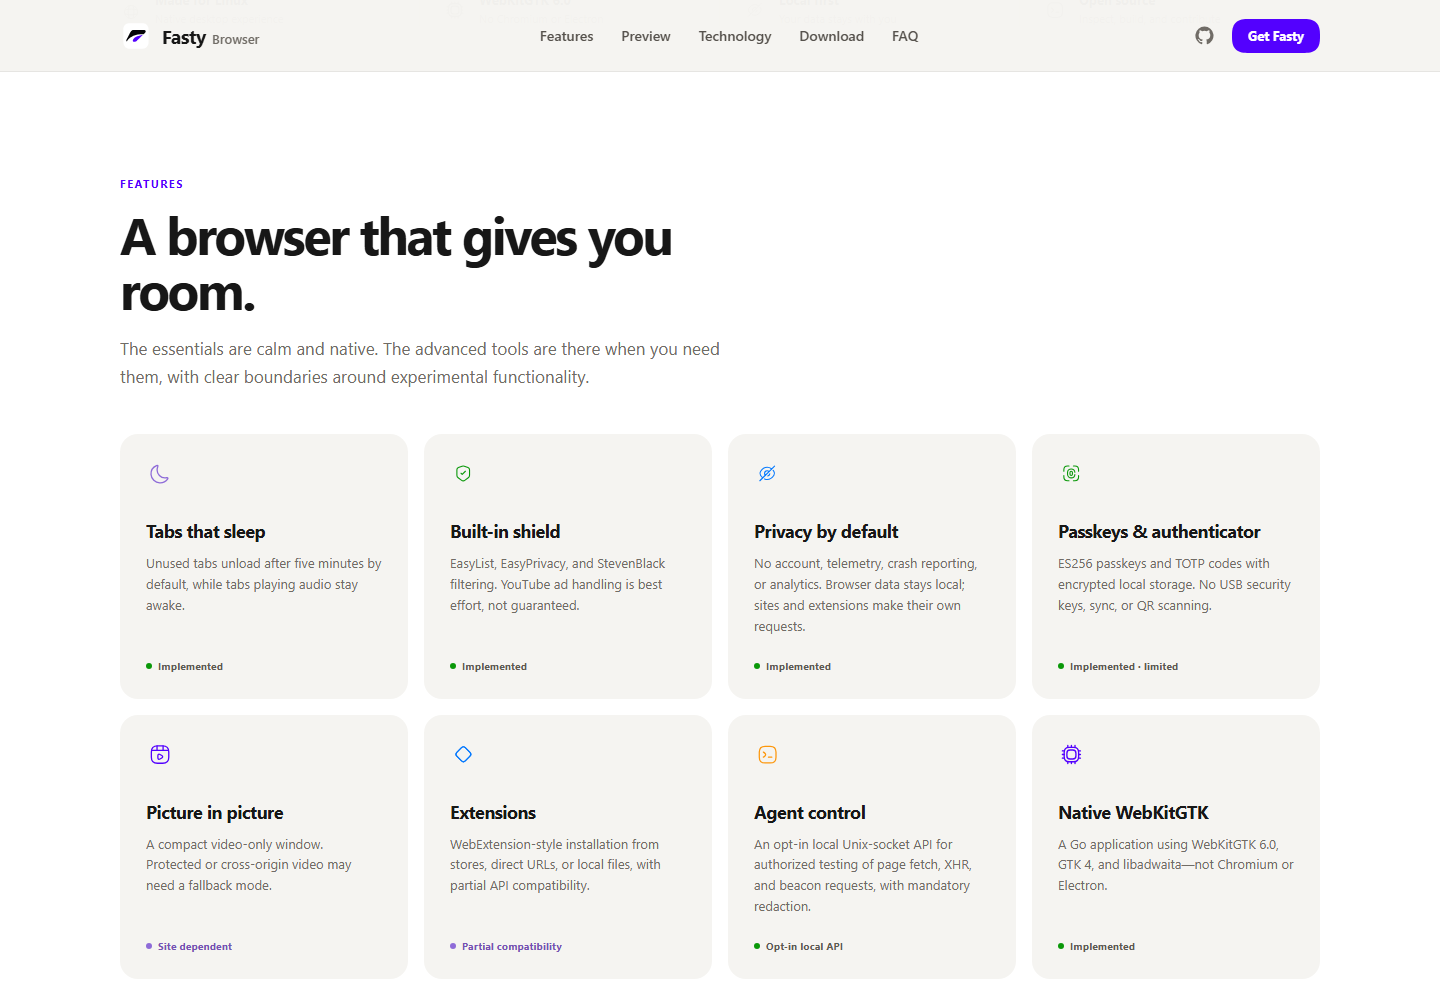 Fasty Browser
Features
Preview
Technology
Download
FAQ
Get Fasty
FEATURES
A browser that gives you
room.
The essentials are calm and native. The advanced tools are there when you need
them, with clear boundaries around experimental functionality.
Tabs that sleep
Unused tabs unload after five minutes by
default, while tabs playing audio stay
awake.
Implemented
Built-in shield
EasyList, EasyPrivacy, and StevenBlack
filtering. YouTube ad handling is best
effort, not guaranteed.
Implemented
Privacy by default
No account, telemetry, crash reporting,
or analytics. Browser data stays local;
sites and extensions make their own
requests.
Implemented
Passkeys & authenticator
ES256 passkeys and TOTP codes with
encrypted local storage. No USB security
keys, sync, or QR scanning.
Implemented · limited
Picture in picture
A compact video-only window.
Protected or cross-origin video may
need a fallback mode.
Site dependent
Extensions
WebExtension-style installation from
stores, direct URLs, or local files, with
partial API compatibility.
Partial compatibility
Agent control
An opt-in local Unix-socket API for
authorized testing of page fetch, XHR,
and beacon requests, with mandatory
redaction.
Opt-in local API
Native WebKitGTK
A Go application using WebKitGTK 6.0,
GTK 4, and libadwaita—not Chromium or
Electron.
Implemented